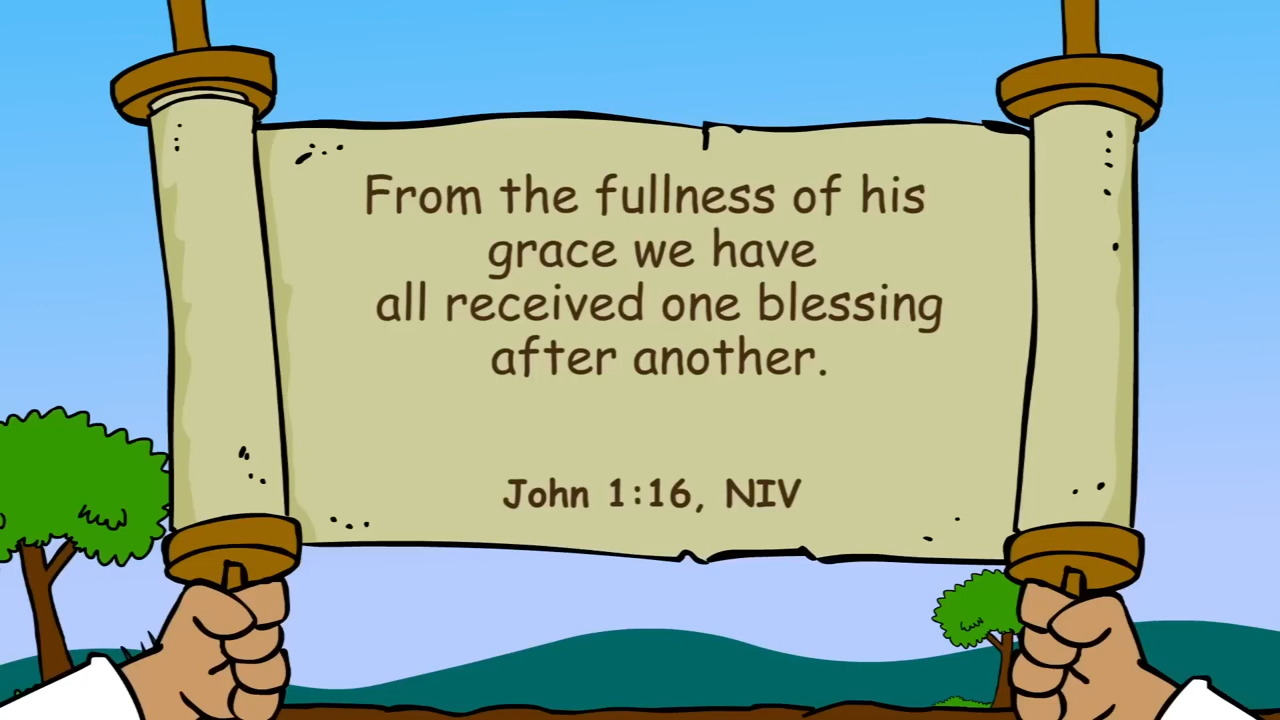 From the fullness of his
grace we have
all received one blessing
after another.
John 1:16, NIV